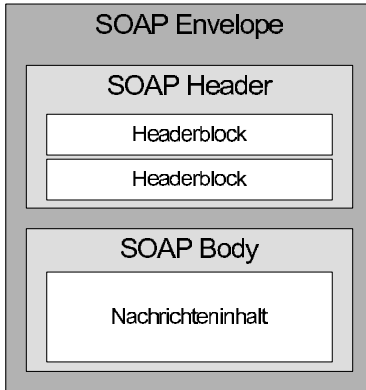 SOAP Envelope
SOAP Header
Headerblock
Headerblock
SOAP Body
Nachrichteninhalt